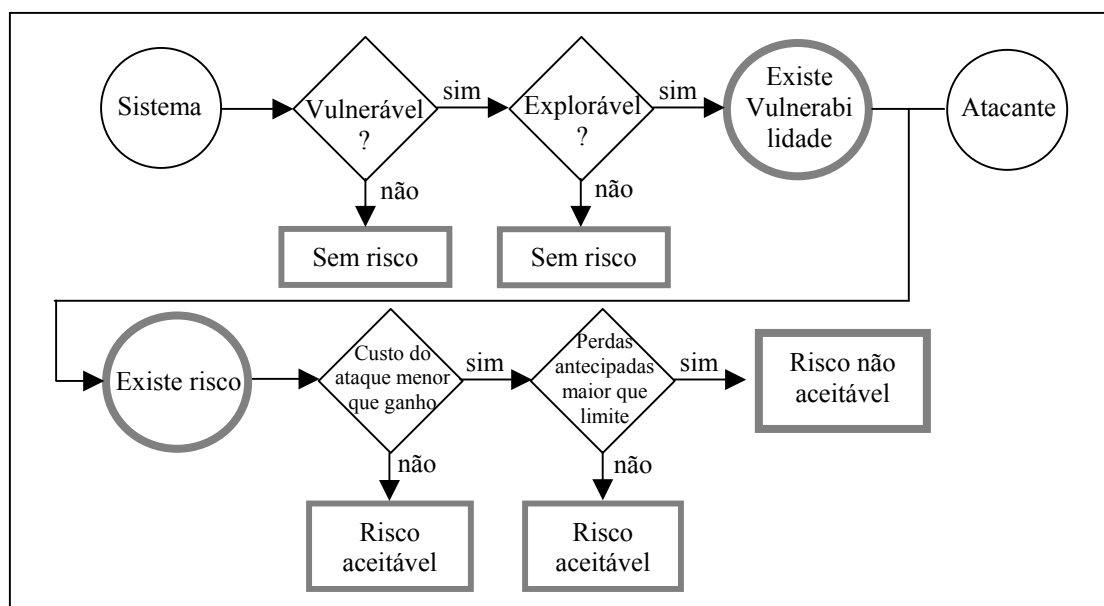 Sistema
Vulnerável
?
sim
Explorável
?
sim
Existe
Vulnerabi
lidade
Atacante
não
Sem risco
não
Sem risco
Existe risco
Custo do
ataque menor
que ganho
sim
Perdas
antecipadas
maior que
limite
sim
Risco não
aceitável
não
Risco
aceitável
não
Risco
aceitável